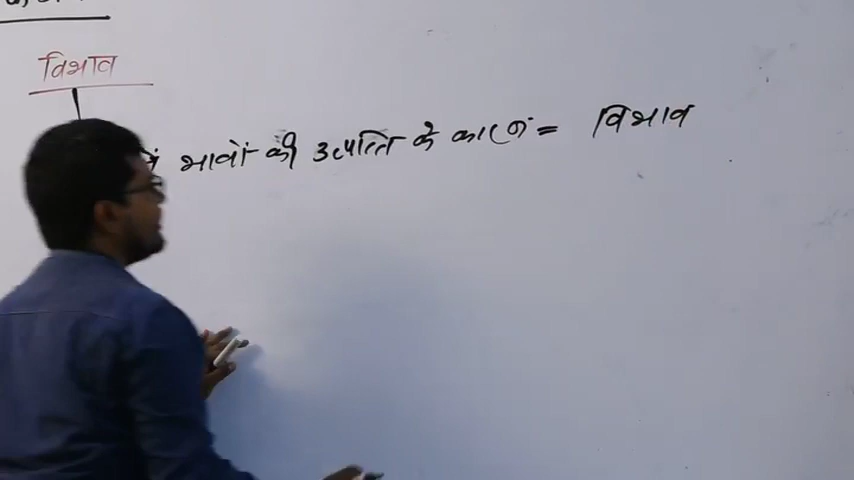 विभाव
भावों की उत्पत्ति के कारण = विभाव